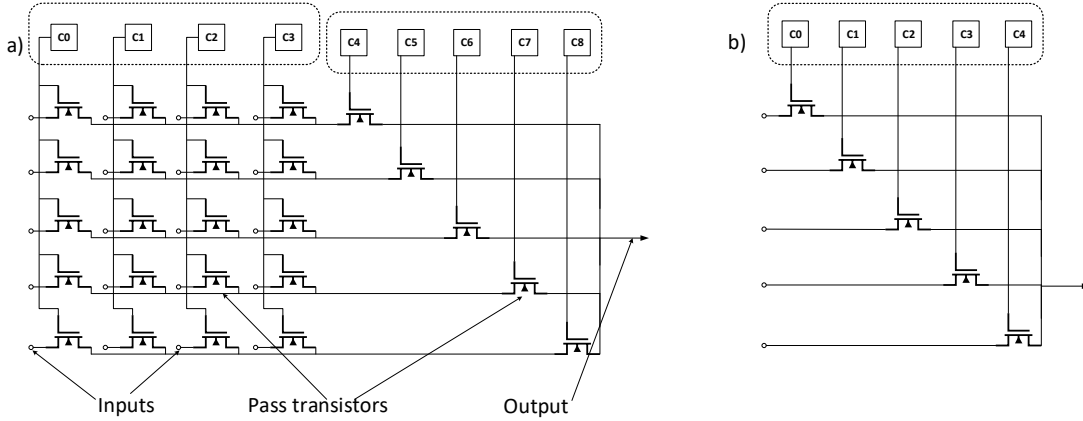 a) C0 C1 C2 C3 C4 C5 C6 C7 C8
b) C0 C1 C2 C3 C4
Inputs Pass transistors Output